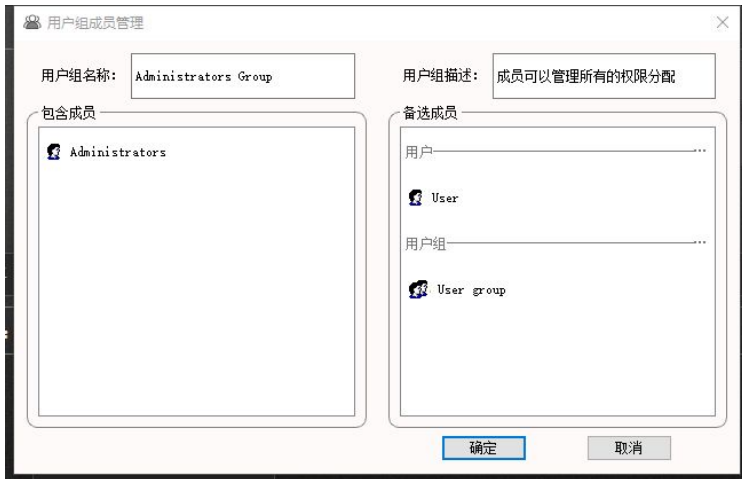 用户组成员管理
用户组名称: Administrators Group
用户组描述: 成员可以管理所有的权限分配
包含成员
Administrators
备选成员
用户
User
用户组
User group
确定
取消